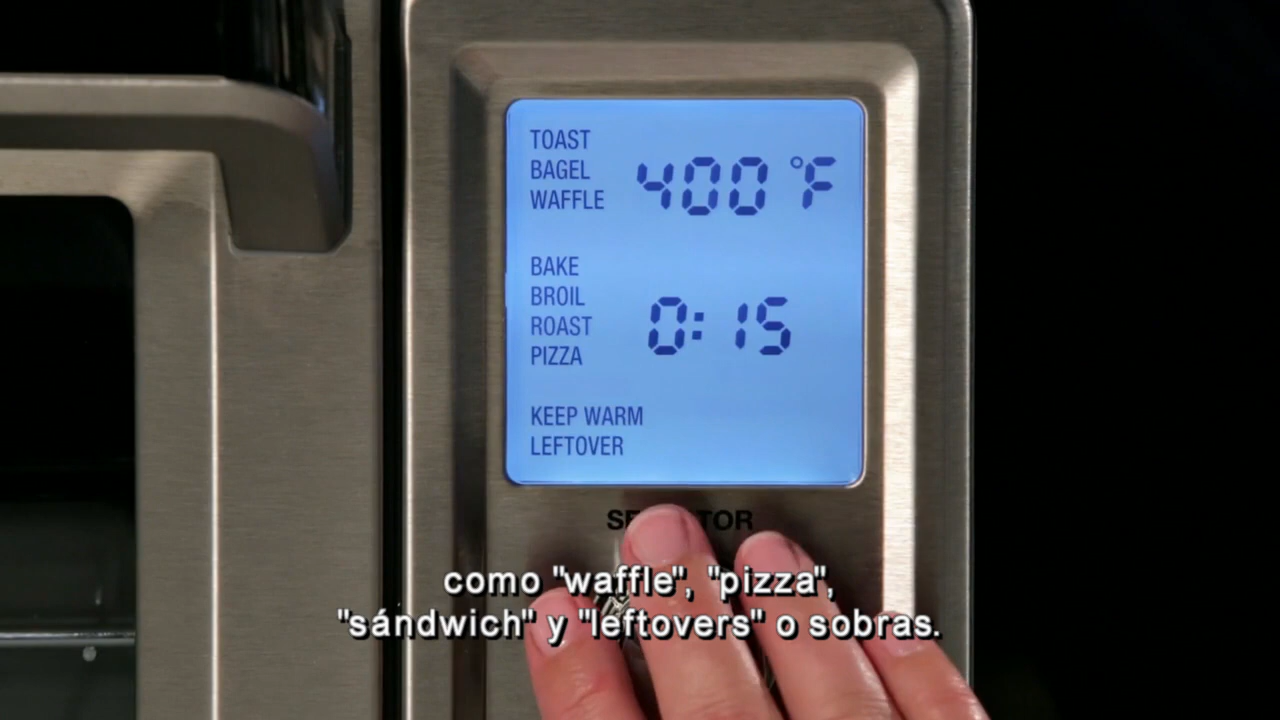 TOAST
BAGEL
WAFFLE
400 °F
BAKE
BROIL
ROAST
PIZZA
0:15
KEEP WARM
LEFTOVER
como "waffle", "pizza",
"sándwich" y "leftovers" o sobras.